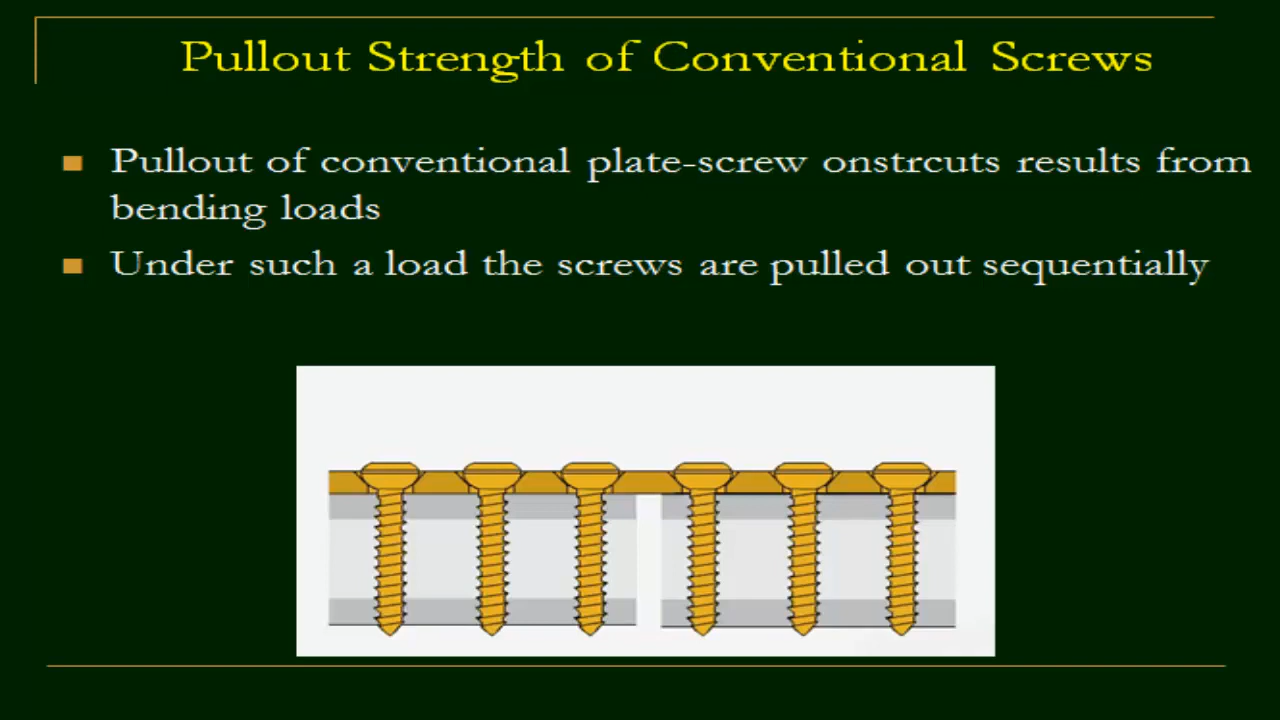 Pullout Strength of Conventional Screws
Pullout of conventional plate-screw onstrcuts results from
bending loads
Under such a load the screws are pulled out sequentially